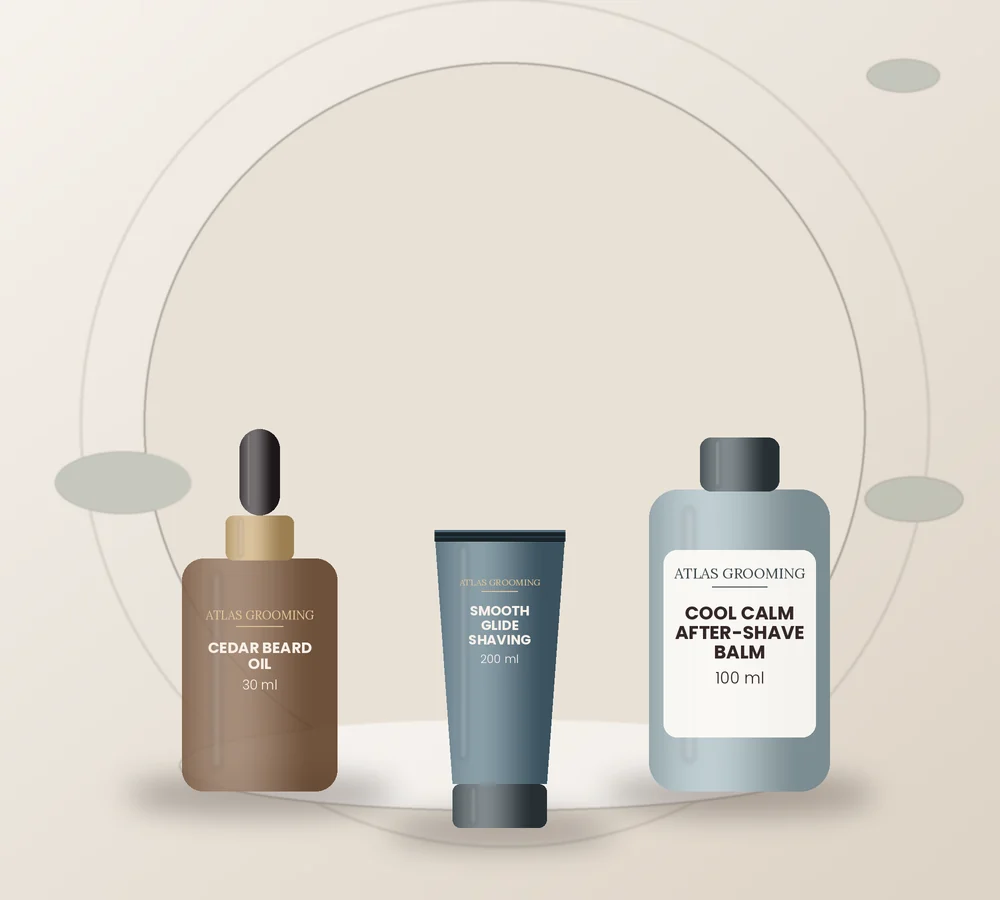 ATLAS GROOMING
CEDAR BEARD
OIL
30 ml
ATLAS GROOMING
SMOOTH
GLIDE
SHAVING
200 ml
ATLAS GROOMING
COOL CALM
AFTER-SHAVE
BALM
100 ml